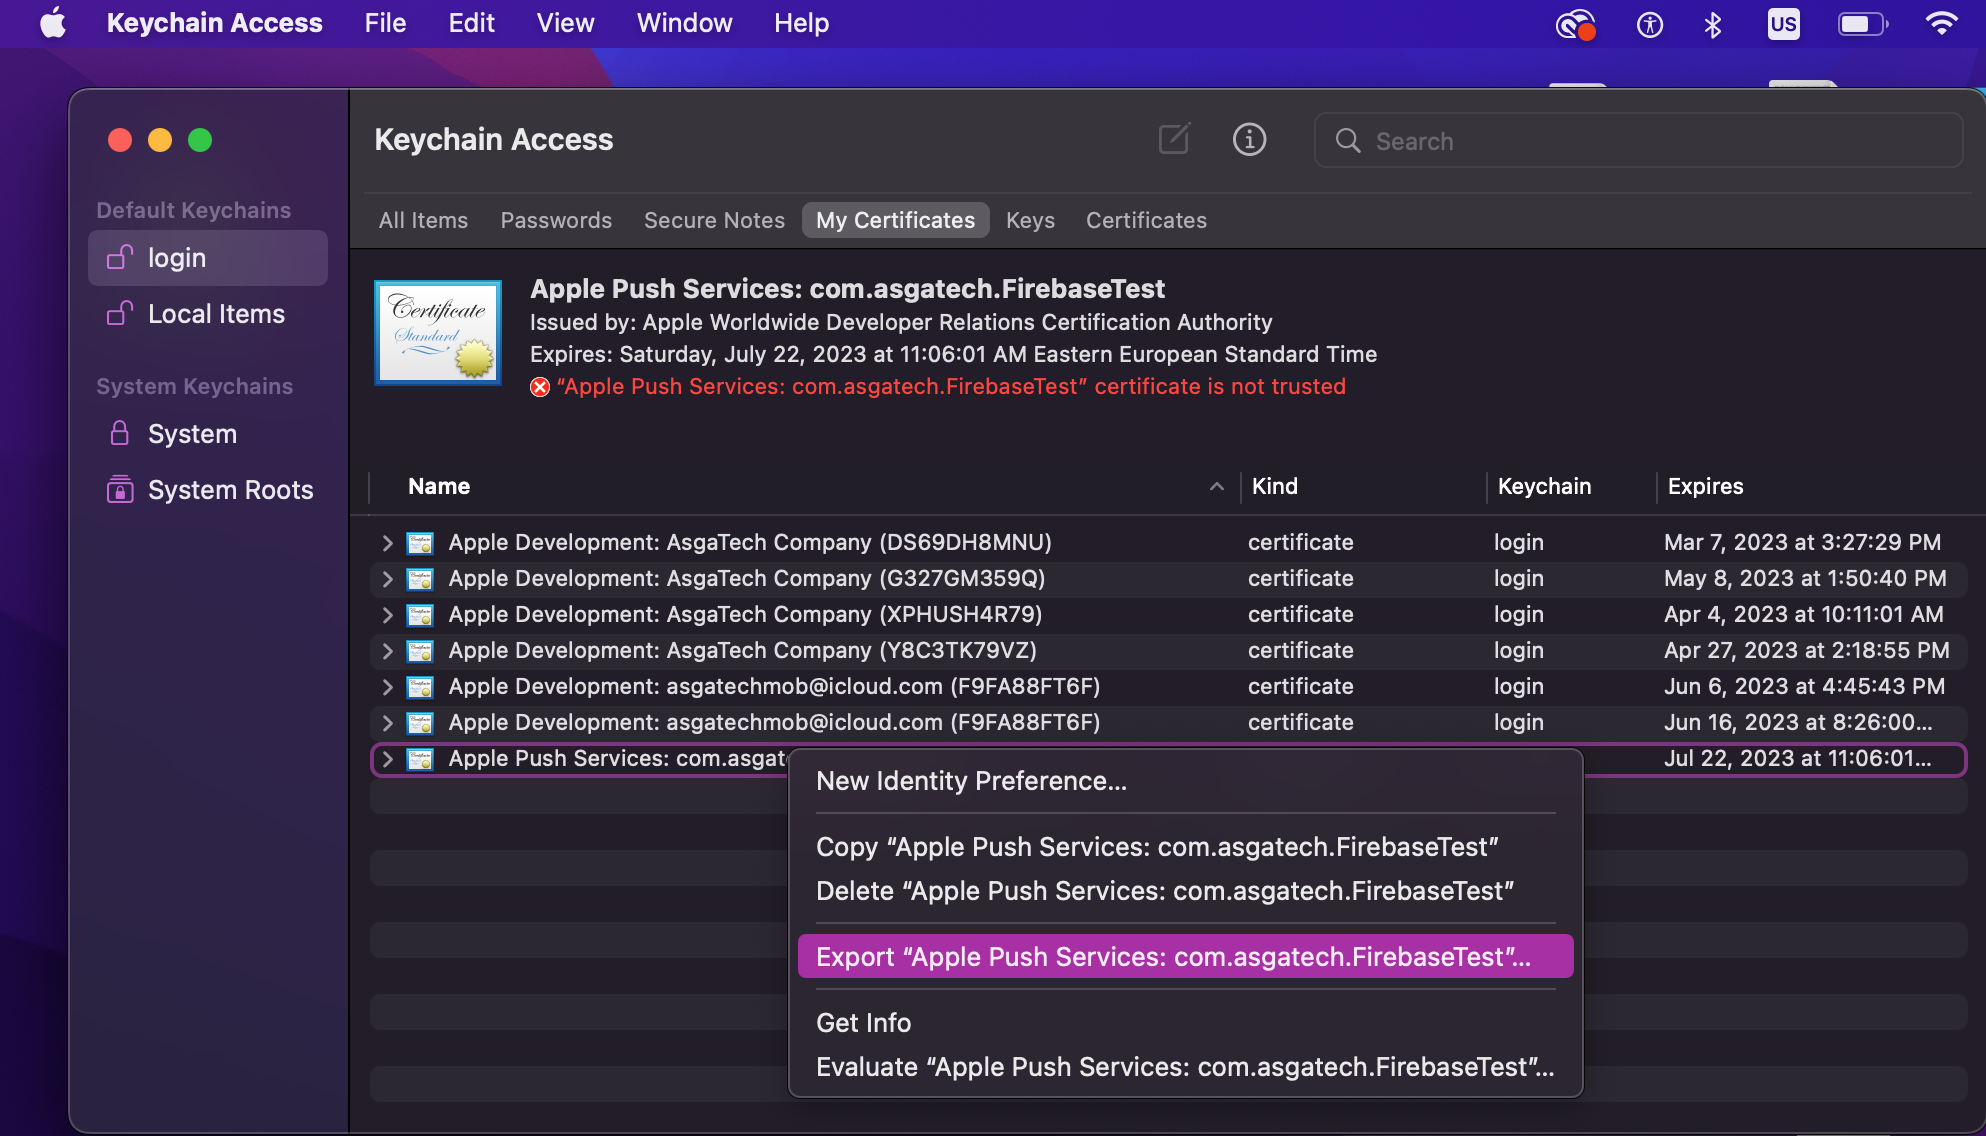 Keychain Access File Edit View Window Help US
Keychain Access
Search
Default Keychains
login
Local Items
System Keychains
System
System Roots
All Items Passwords Secure Notes My Certificates Keys Certificates
Certificate
Standard
Apple Push Services: com.asgatech.FirebaseTest
Issued by: Apple Worldwide Developer Relations Certification Authority
Expires: Saturday, July 22, 2023 at 11:06:01 AM Eastern European Standard Time
“Apple Push Services: com.asgatech.FirebaseTest” certificate is not trusted
Name Kind Keychain Expires
Apple Development: AsgaTech Company (DS69DH8MNU) certificate login Mar 7, 2023 at 3:27:29 PM
Apple Development: AsgaTech Company (G327GM359Q) certificate login May 8, 2023 at 1:50:40 PM
Apple Development: AsgaTech Company (XPHUSH4R79) certificate login Apr 4, 2023 at 10:11:01 AM
Apple Development: AsgaTech Company (Y8C3TK79VZ) certificate login Apr 27, 2023 at 2:18:55 PM
Apple Development: asgatechmob@icloud.com (F9FA88FT6F) certificate login Jun 6, 2023 at 4:45:43 PM
Apple Development: asgatechmob@icloud.com (F9FA88FT6F) certificate login Jun 16, 2023 at 8:26:00...
Apple Push Services: com.asgat Jul 22, 2023 at 11:06:01...
New Identity Preference...
Copy “Apple Push Services: com.asgatech.FirebaseTest”
Delete “Apple Push Services: com.asgatech.FirebaseTest”
Export “Apple Push Services: com.asgatech.FirebaseTest”...
Get Info
Evaluate “Apple Push Services: com.asgatech.FirebaseTest”...